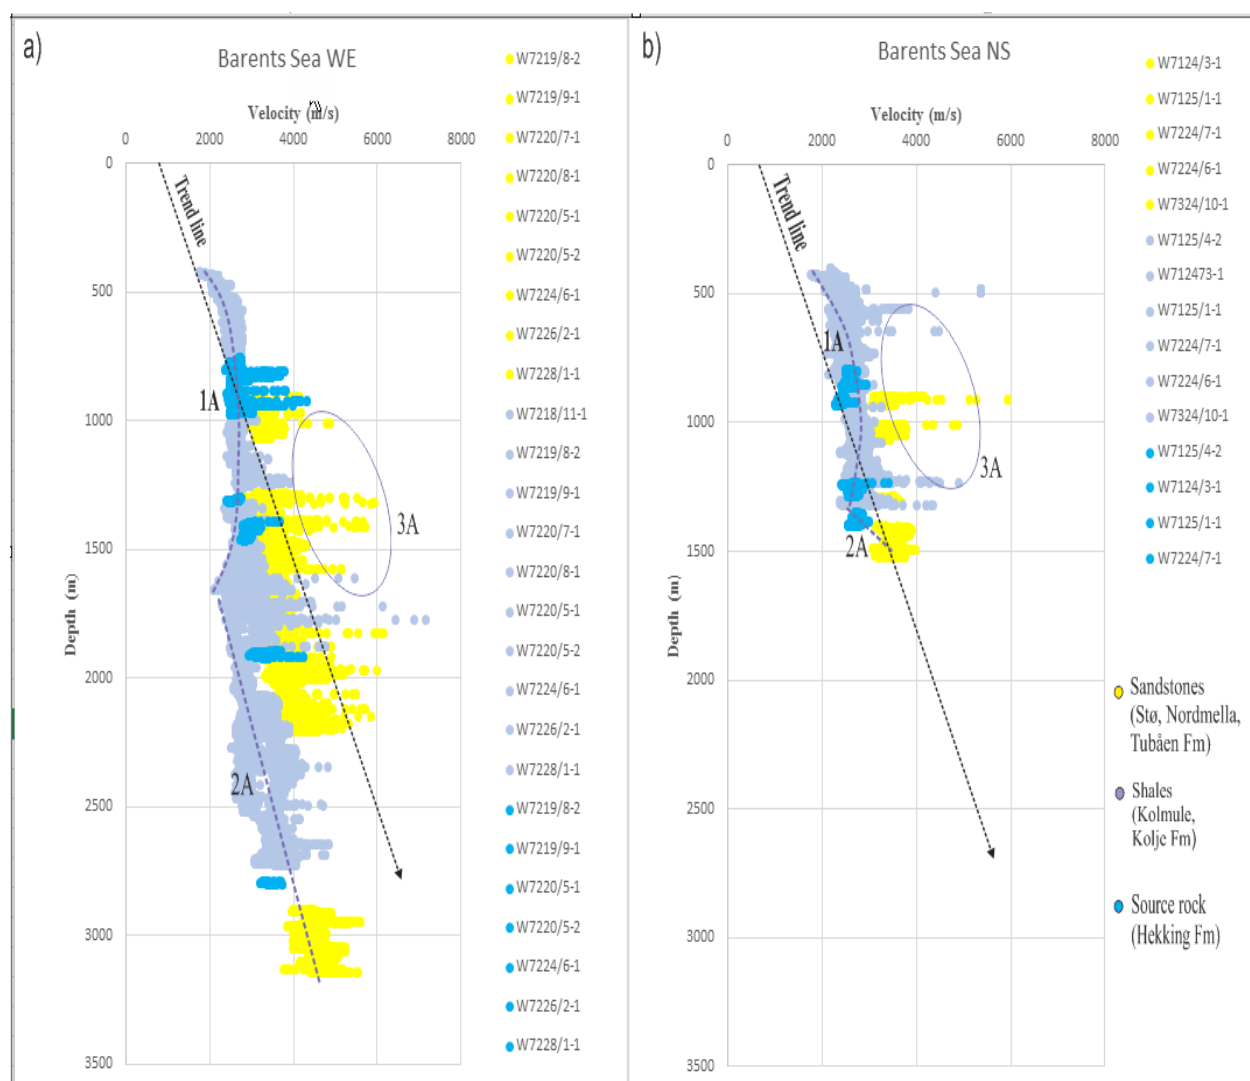 a)
Barents Sea WE
Velocity (m/s)
0 2000 4000 6000 8000
0
500
1000
1500
2000
2500
3000
3500
Depth (m)
Trend line
1A
2A
3A
W7219/8-2
W7219/9-1
W7220/7-1
W7220/8-1
W7220/5-1
W7220/5-2
W7224/6-1
W7226/2-1
W7228/1-1
W7218/11-1
W7219/8-2
W7219/9-1
W7220/7-1
W7220/8-1
W7220/5-1
W7220/5-2
W7224/6-1
W7226/2-1
W7228/1-1
W7219/8-2
W7219/9-1
W7220/5-1
W7220/5-2
W7224/6-1
W7226/2-1
W7228/1-1
b)
Barents Sea NS
Velocity (m/s)
0 2000 4000 6000 8000
0
500
1000
1500
2000
2500
3000
3500
Depth (m)
Trend line
1A
2A
3A
W7124/3-1
W7125/1-1
W7224/7-1
W7224/6-1
W7324/10-1
W7125/4-2
W712473-1
W7125/1-1
W7224/7-1
W7224/6-1
W7324/10-1
W7125/4-2
W7124/3-1
W7125/1-1
W7224/7-1
Sandstones
(Stø, Nordmella,
Tubåen Fm)
Shales
(Kolmule,
Kolje Fm)
Source rock
(Hekking Fm)